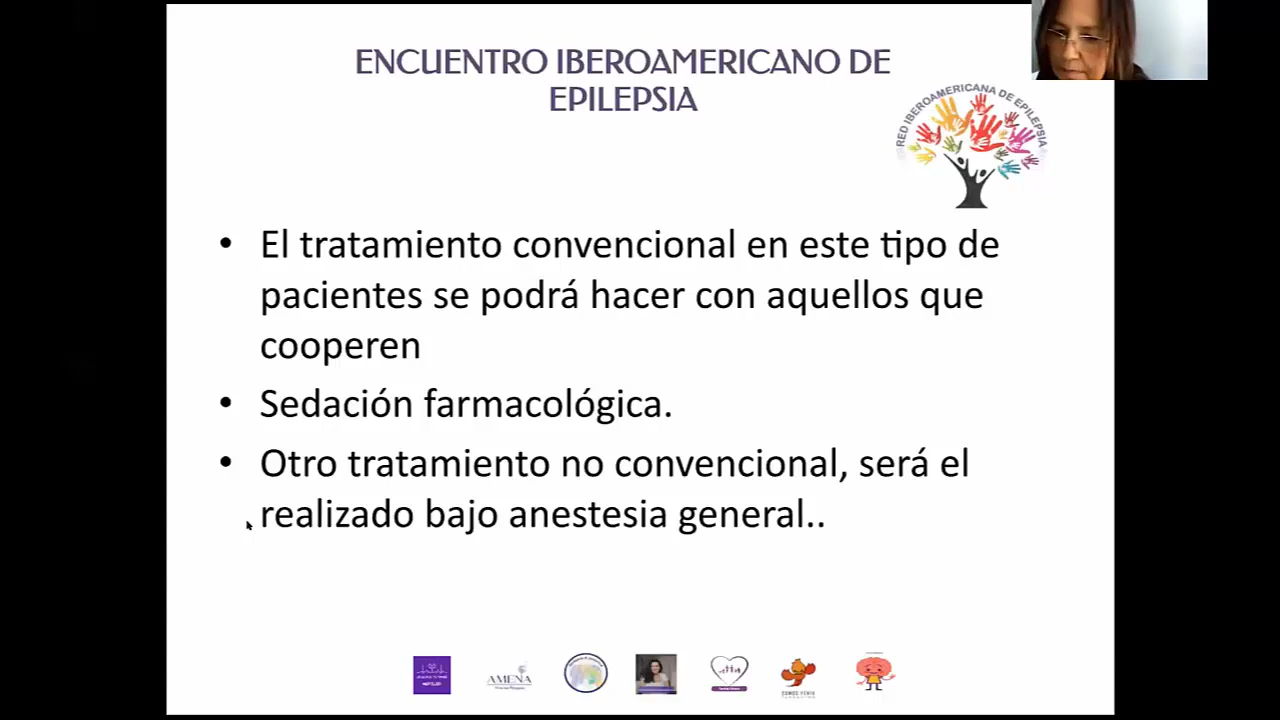 ENCUENTRO IBEROAMERICANO DE
EPILEPSIA
RED IBEROAMERICANA DE EPILEPSIA
• El tratamiento convencional en este tipo de
pacientes se podrá hacer con aquellos que
cooperen
• Sedación farmacológica.
• Otro tratamiento no convencional, será el
realizado bajo anestesia general..
AMENA